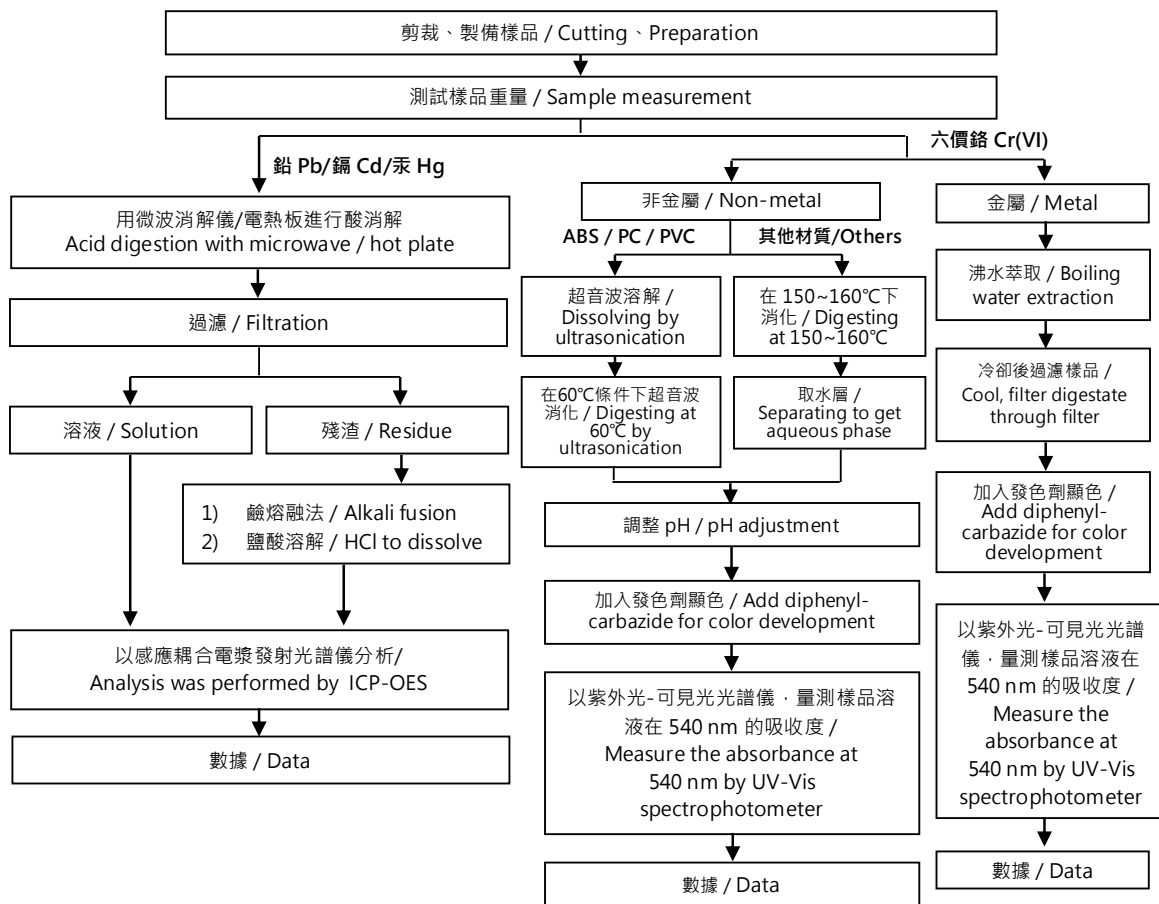 剪裁、製備樣品 / Cutting、Preparation
測試樣品重量 / Sample measurement
鉛 Pb/鎘 Cd/汞 Hg
用微波消解儀/電熱板進行酸消解
Acid digestion with microwave / hot plate
過濾 / Filtration
溶液 / Solution
殘渣 / Residue
1) 鹼熔融法 / Alkali fusion
2) 鹽酸溶解 / HCl to dissolve
以感應耦合電漿發射光譜儀分析/
Analysis was performed by ICP-OES
數據 / Data
六價鉻 Cr(VI)
非金屬 / Non-metal
ABS / PC / PVC
超音波溶解 /
Dissolving by
ultrasonication
在60℃條件下超音波
消化 / Digesting at
60℃ by
ultrasonication
其他材質/Others
在 150~160℃下
消化 / Digesting
at 150~160℃
取水層 /
Separating to get
aqueous phase
調整 pH / pH adjustment
加入發色劑顯色 / Add diphenyl-
carbazide for color development
以紫外光-可見光光譜儀，量測樣品溶
液在 540 nm 的吸收度 /
Measure the absorbance at
540 nm by UV-Vis
spectrophotometer
數據 / Data
金屬 / Metal
沸水萃取 / Boiling
water extraction
冷卻後過濾樣品 /
Cool, filter digestate
through filter
加入發色劑顯色 /
Add diphenyl-
carbazide for color
development
以紫外光-可見光光譜
儀，量測樣品溶液在
540 nm 的吸收度 /
Measure the
absorbance at
540 nm by UV-Vis
spectrophotometer
數據 / Data